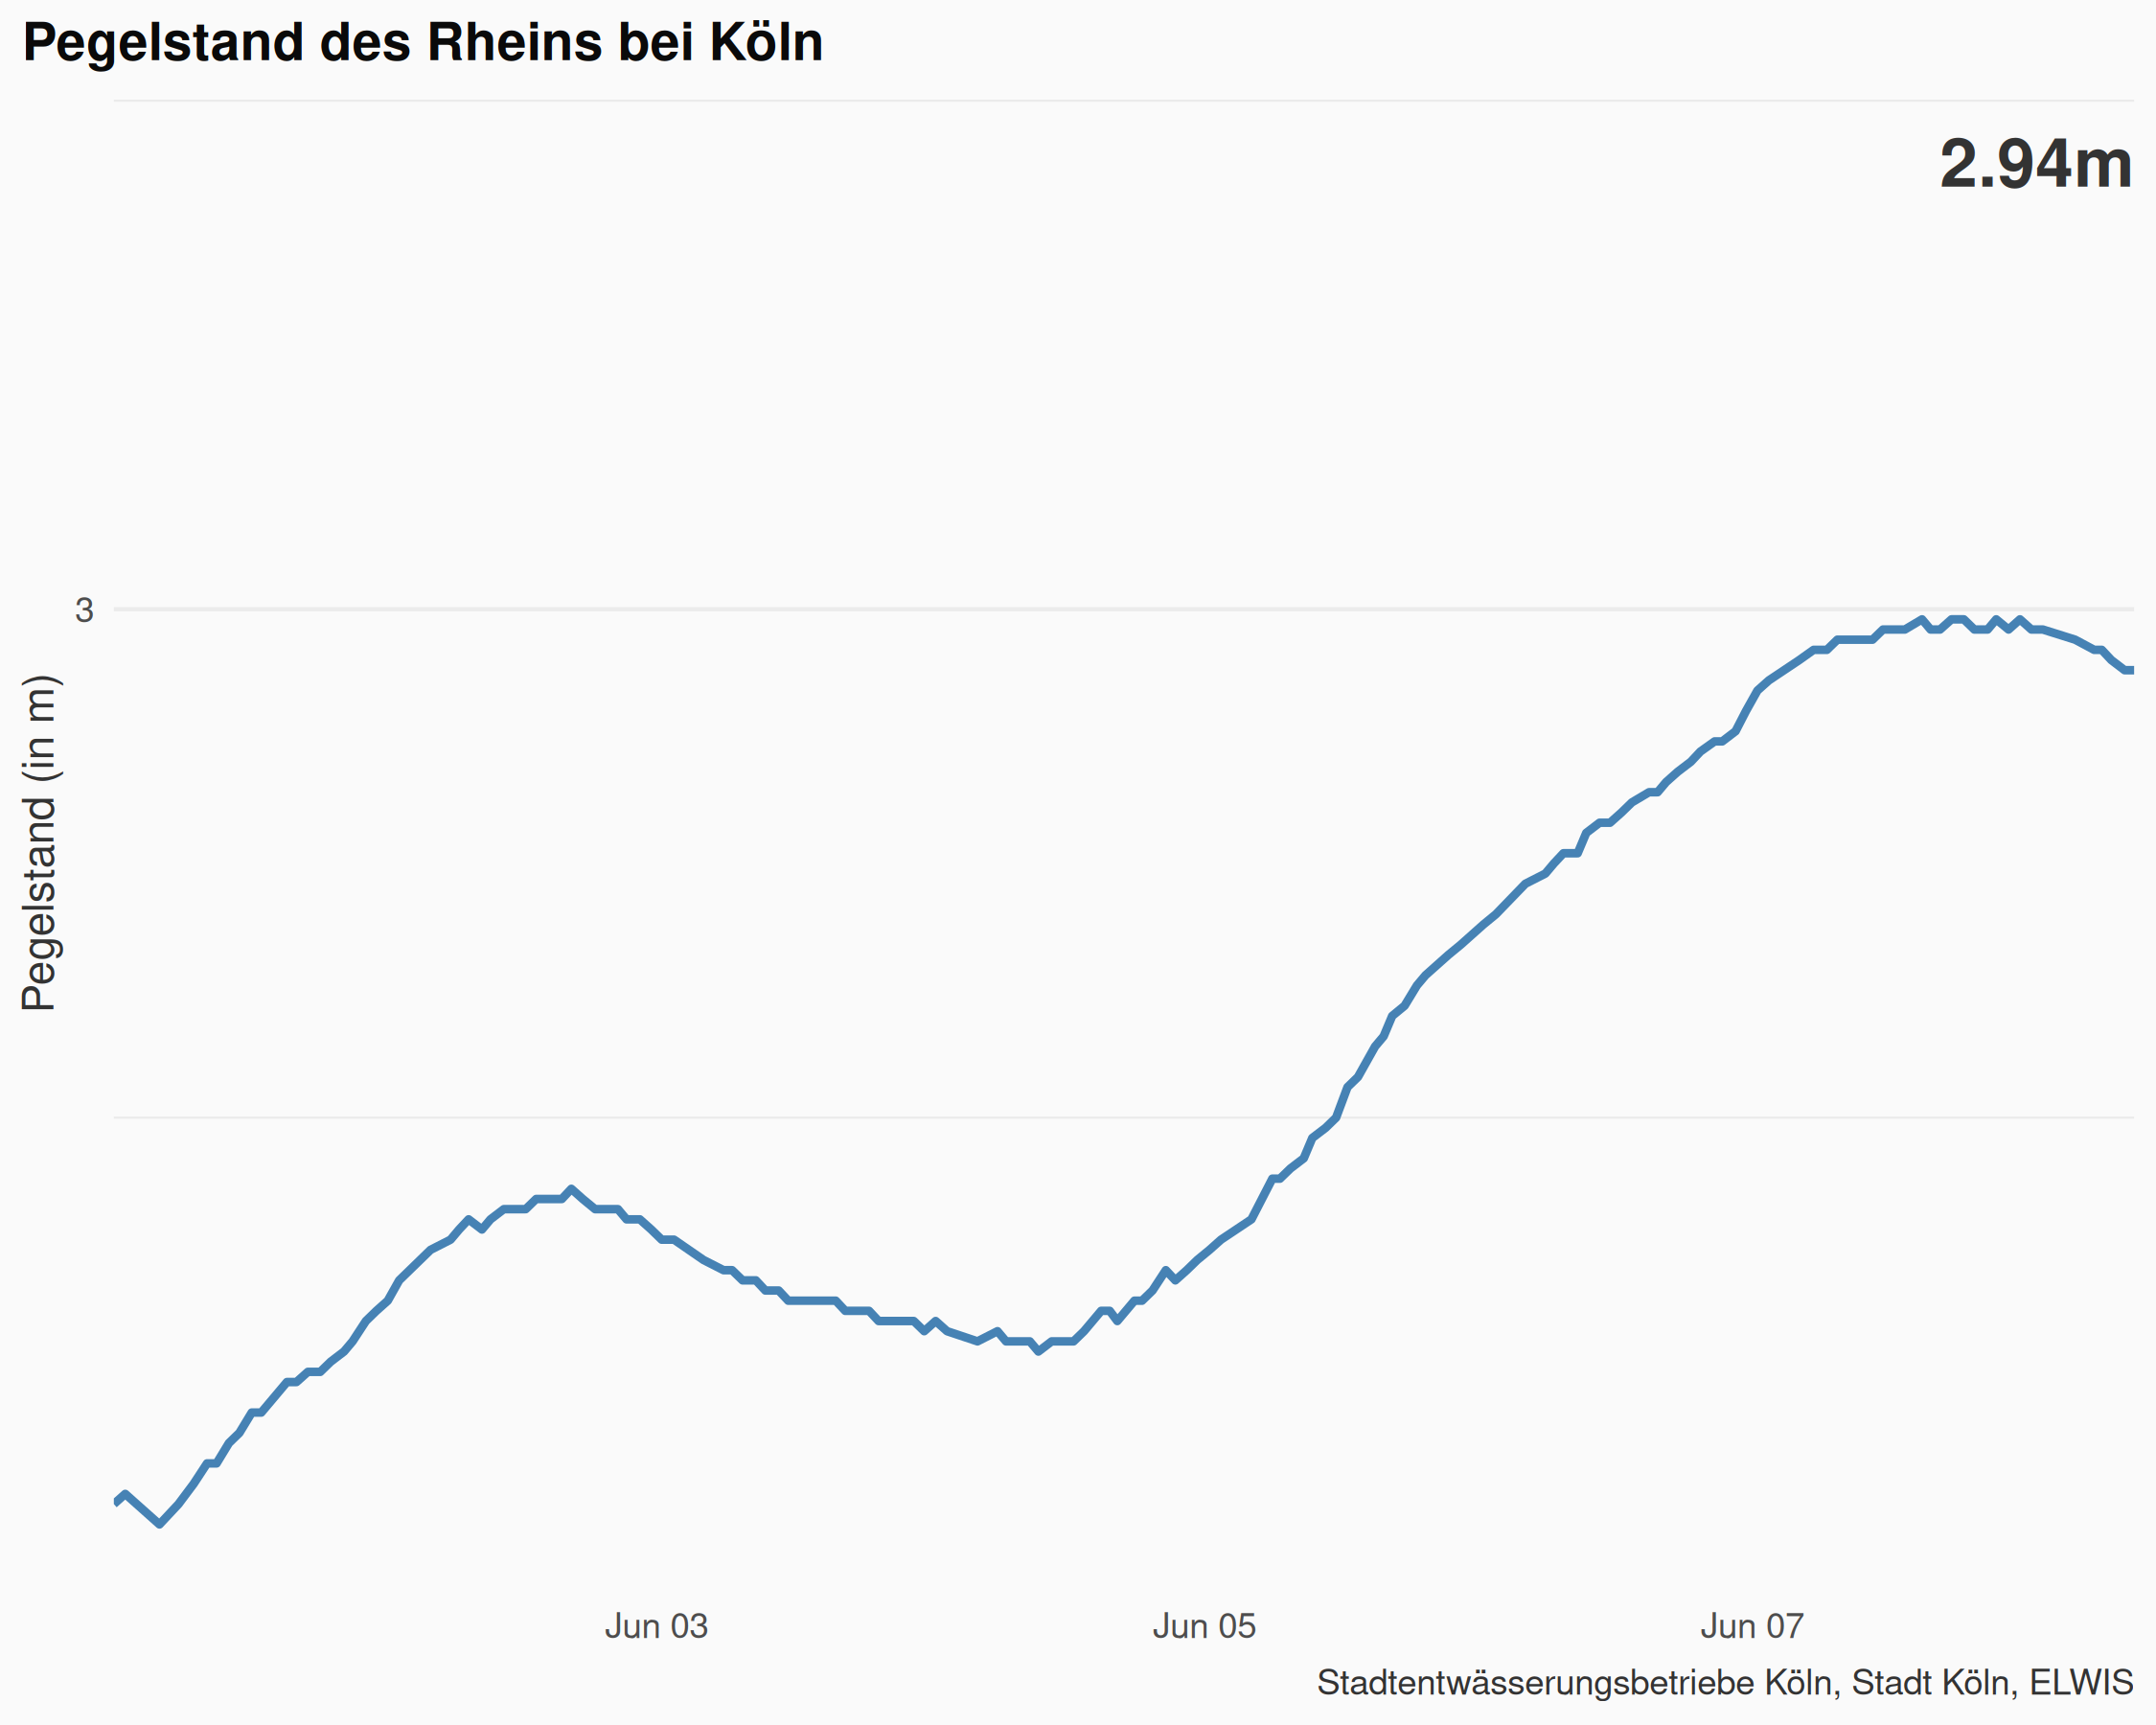 Pegelstand des Rheins bei Köln
2.94m
3
Pegelstand (in m)
Jun 03 Jun 05 Jun 07
Stadtentwässerungsbetriebe Köln, Stadt Köln, ELWIS